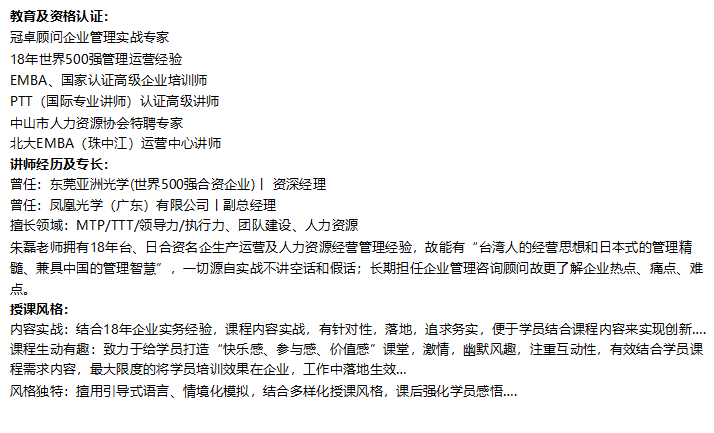 教育及资格认证：
冠卓顾问企业管理实战专家
18年世界500强管理运营经验
EMBA、国家认证高级企业培训师
PTT（国际专业讲师）认证高级讲师
中山市人力资源协会特聘专家
北大EMBA（珠中江）运营中心讲师
讲师经历及专长：
曾任：东莞亚洲光学(世界500强合资企业)丨 资深经理
曾任：凤凰光学（广东）有限公司丨副总经理
擅长领域：MTP/TTT/领导力/执行力、团队建设、人力资源
朱磊老师拥有18年台、日合资名企生产运营及人力资源经营管理经验，故能有“台湾人的经营思想和日本式的管理精
髓、兼具中国的管理智慧”，一切源自实战不讲空话和假话；长期担任企业管理咨询顾问故更了解企业热点、痛点、难
点。
授课风格：
内容实战：结合18年企业实务经验，课程内容实战，有针对性，落地，追求务实，便于学员结合课程内容来实现创新....
课程生动有趣：致力于给学员打造“快乐感、参与感、价值感”课堂，激情，幽默风趣，注重互动性，有效结合学员课
程需求内容，最大限度的将学员培训效果在企业，工作中落地生效...
风格独特：擅用引导式语言、情境化模拟，结合多样化授课风格，课后强化学员感悟....